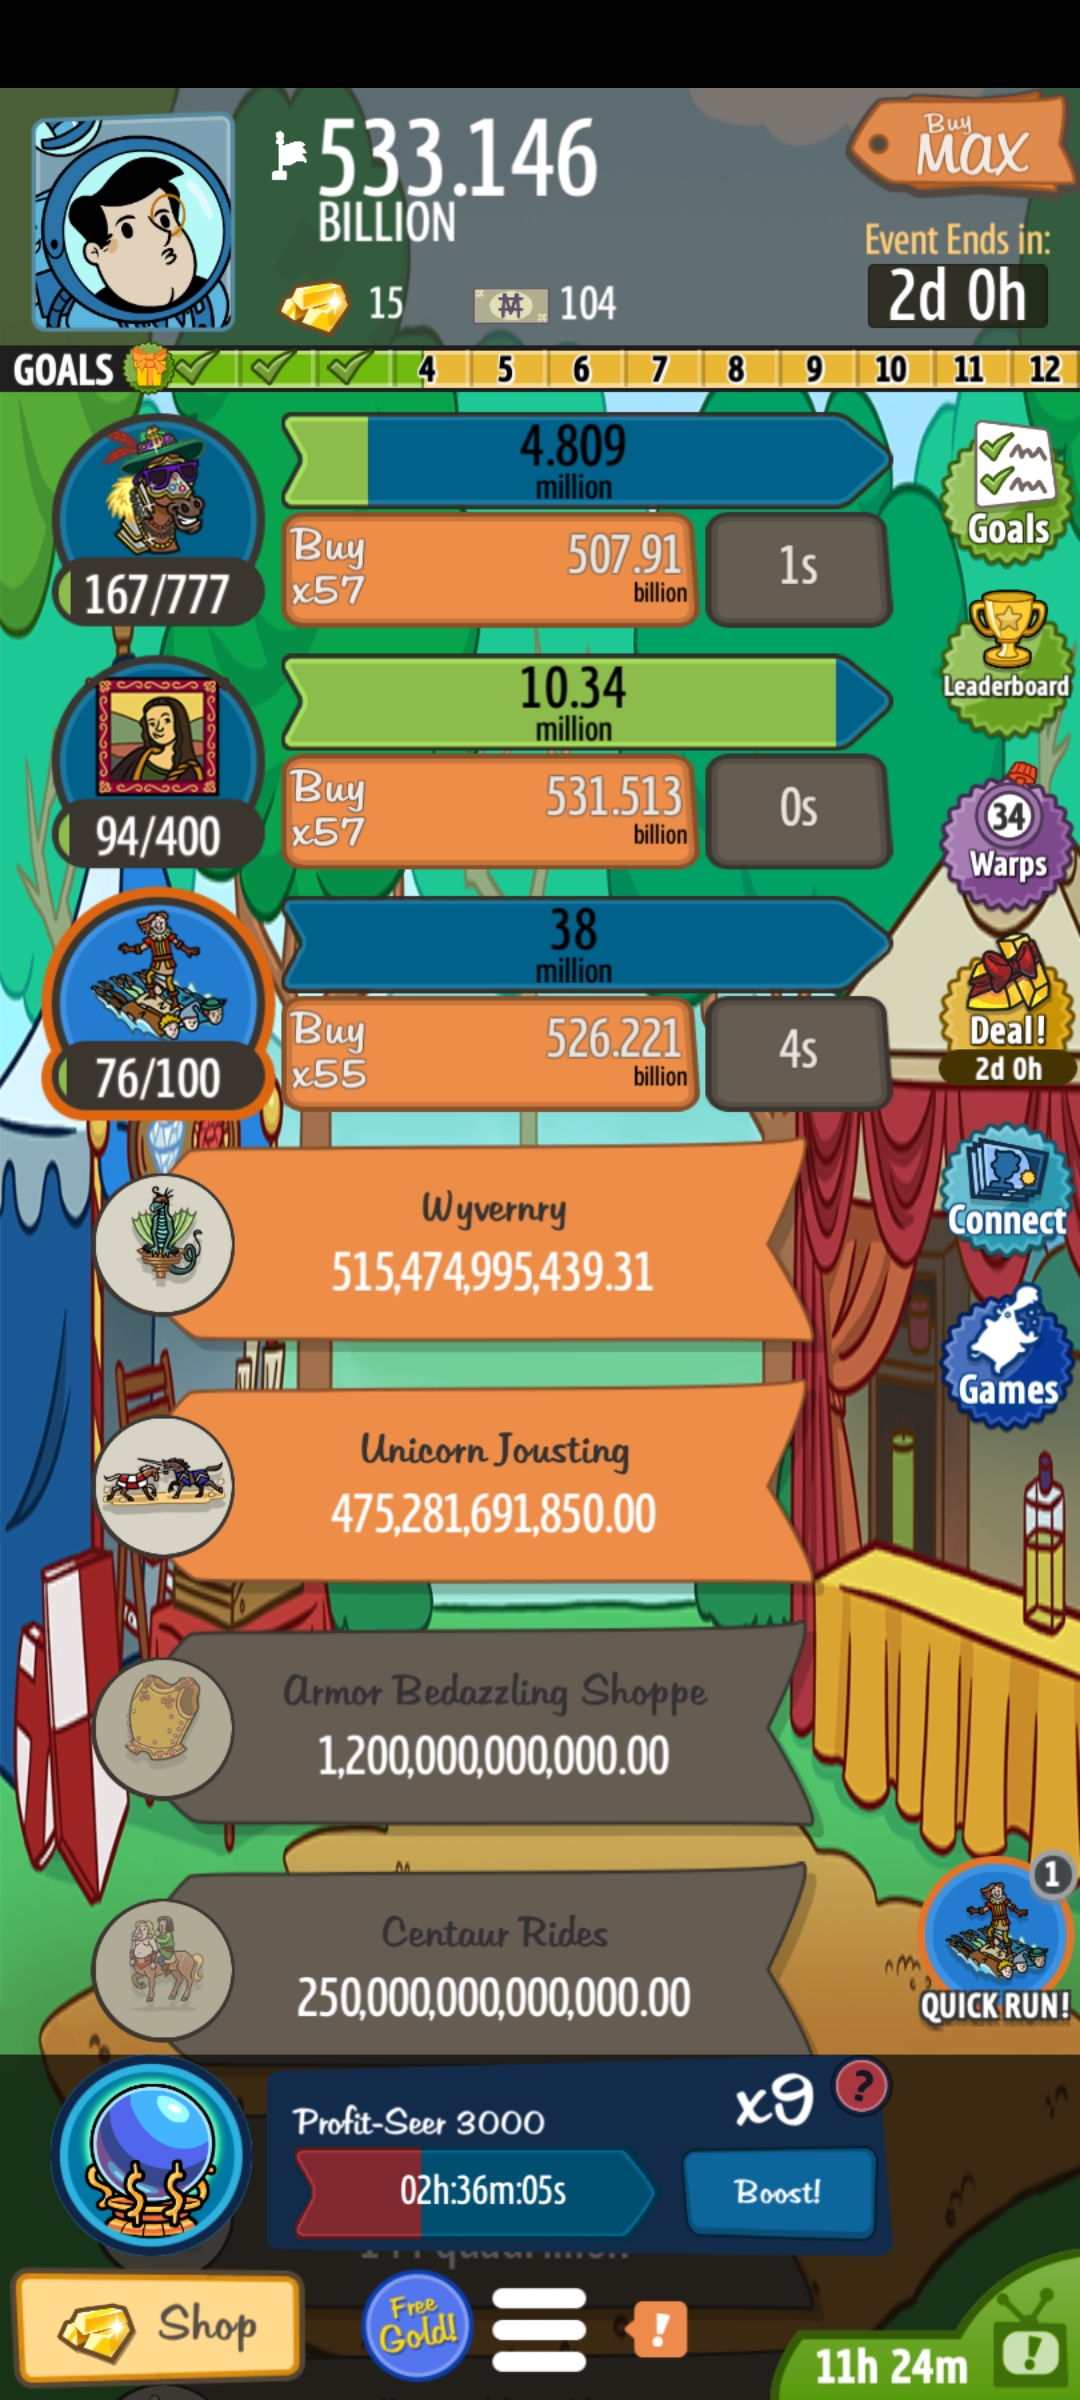 533.146
BILLION
Buy
MAX
Event Ends in:
2d 0h
15
104
GOALS
4
5
6
7
8
9
10
11
12
4.809
million
Buy
x57
507.91
billion
1s
167/777
Goals
Leaderboard
10.34
million
Buy
x57
531.513
billion
0s
94/400
34
Warps
38
million
Buy
x55
526.221
billion
4s
76/100
Deal!
2d 0h
Wyvernry
515,474,995,439.31
Connect
Unicorn Jousting
475,281,691,850.00
Games
Armor Bedazzling Shoppe
1,200,000,000,000.00
Centaur Rides
250,000,000,000,000.00
1
QUICK RUN!
Profit-Seer 3000
x9
?
02h:36m:05s
Boost!
Shop
Free
Gold!
!
11h 24m
!